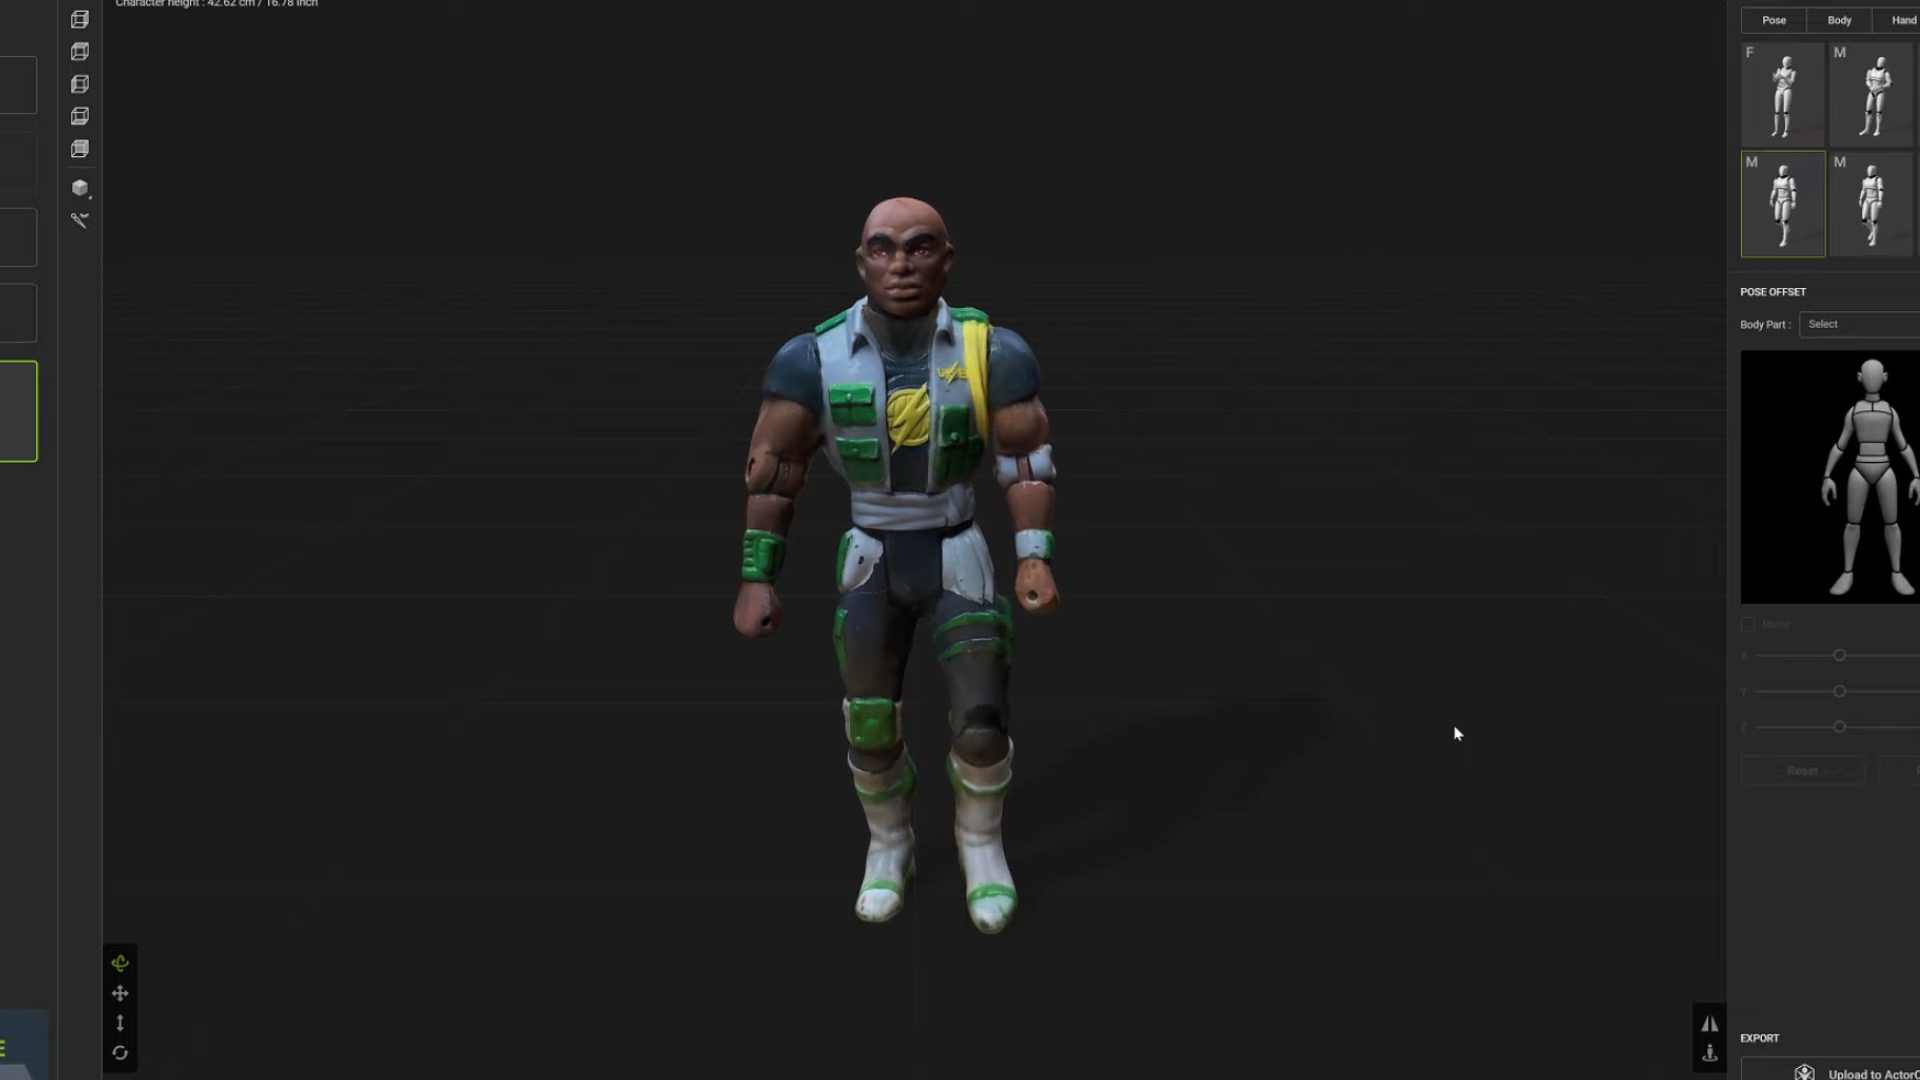 Character height : 42.62 cm / 16.78 inch
Pose Body Hand
F M
M M
POSE OFFSET
Body Part : Select
Mirror
X
Y
Z
Reset
EXPORT
Upload to ActorC